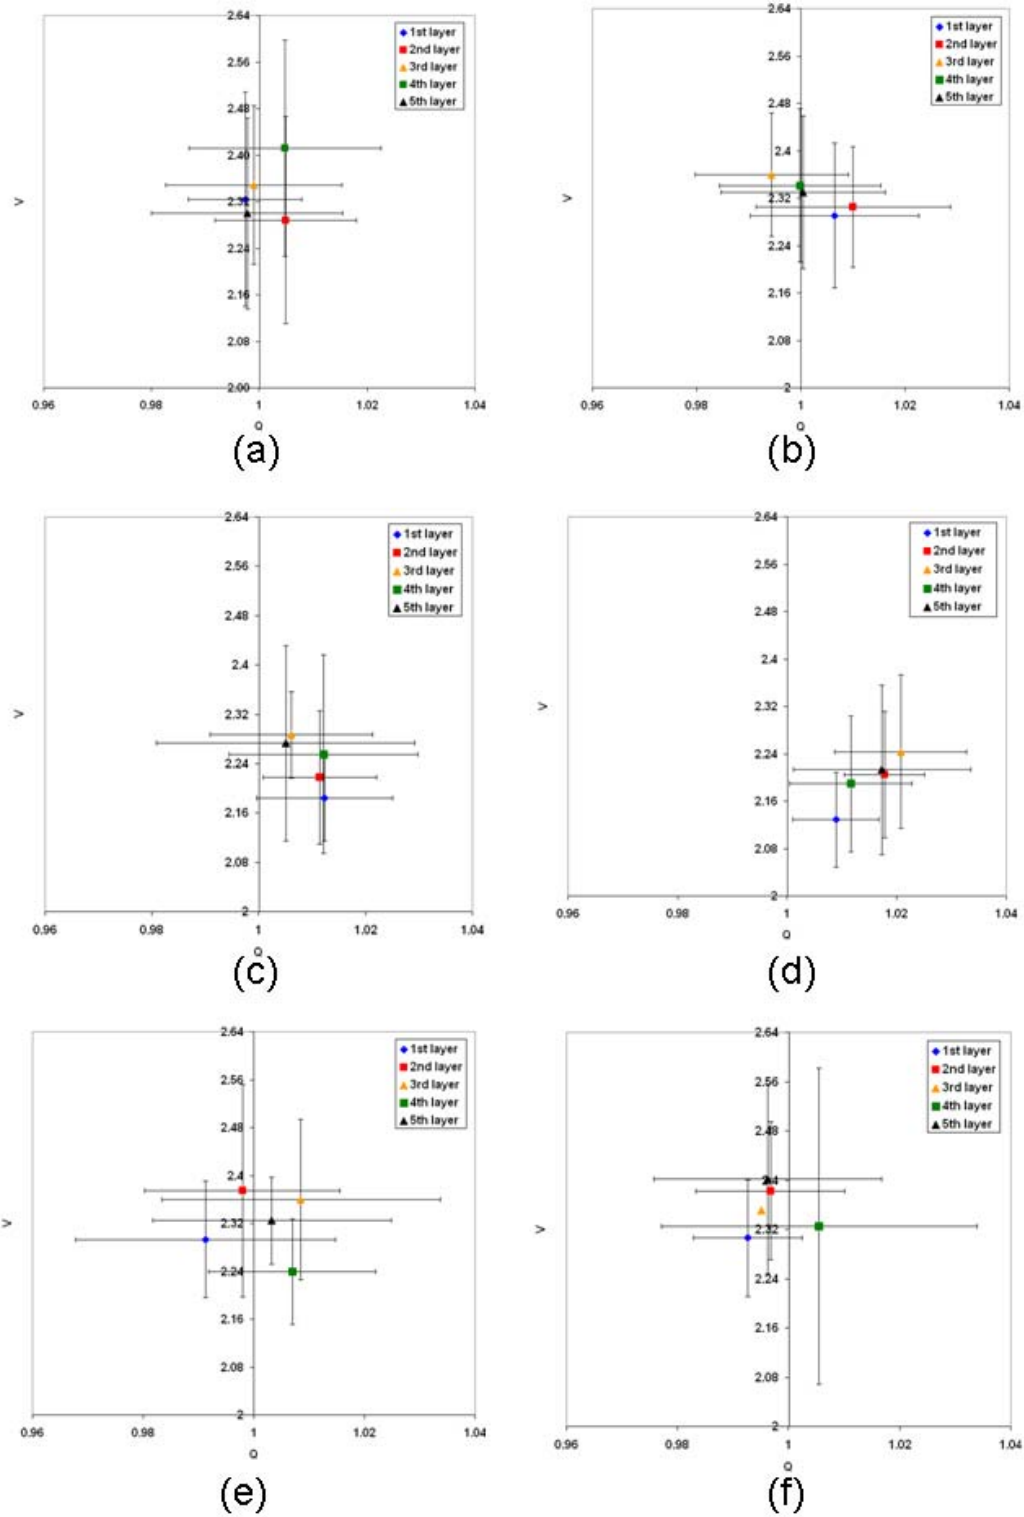 2.64
2.56
2.48
2.40
2.32
2.24
2.16
2.08
2.00
1st layer
2nd layer
3rd layer
4th layer
5th layer
V
0.96
0.98
1
1.02
1.04
Q
(a)
2.64
2.56
2.48
2.4
2.32
2.24
2.16
2.08
2
1st layer
2nd layer
3rd layer
4th layer
5th layer
V
0.96
0.98
1
1.02
1.04
Q
(b)
2.64
2.56
2.48
2.4
2.32
2.24
2.16
2.08
2
1st layer
2nd layer
3rd layer
4th layer
5th layer
V
0.96
0.98
1
1.02
1.04
Q
(c)
2.64
2.56
2.48
2.4
2.32
2.24
2.16
2.08
2
1st layer
2nd layer
3rd layer
4th layer
5th layer
V
0.96
0.98
1
1.02
1.04
Q
(d)
2.64
2.56
2.48
2.4
2.32
2.24
2.16
2.08
2
1st layer
2nd layer
3rd layer
4th layer
5th layer
V
0.96
0.98
1
1.02
1.04
Q
(e)
2.64
2.56
2.48
2.4
2.32
2.24
2.16
2.08
2
1st layer
2nd layer
3rd layer
4th layer
5th layer
V
0.96
0.98
1
1.02
1.04
Q
(f)